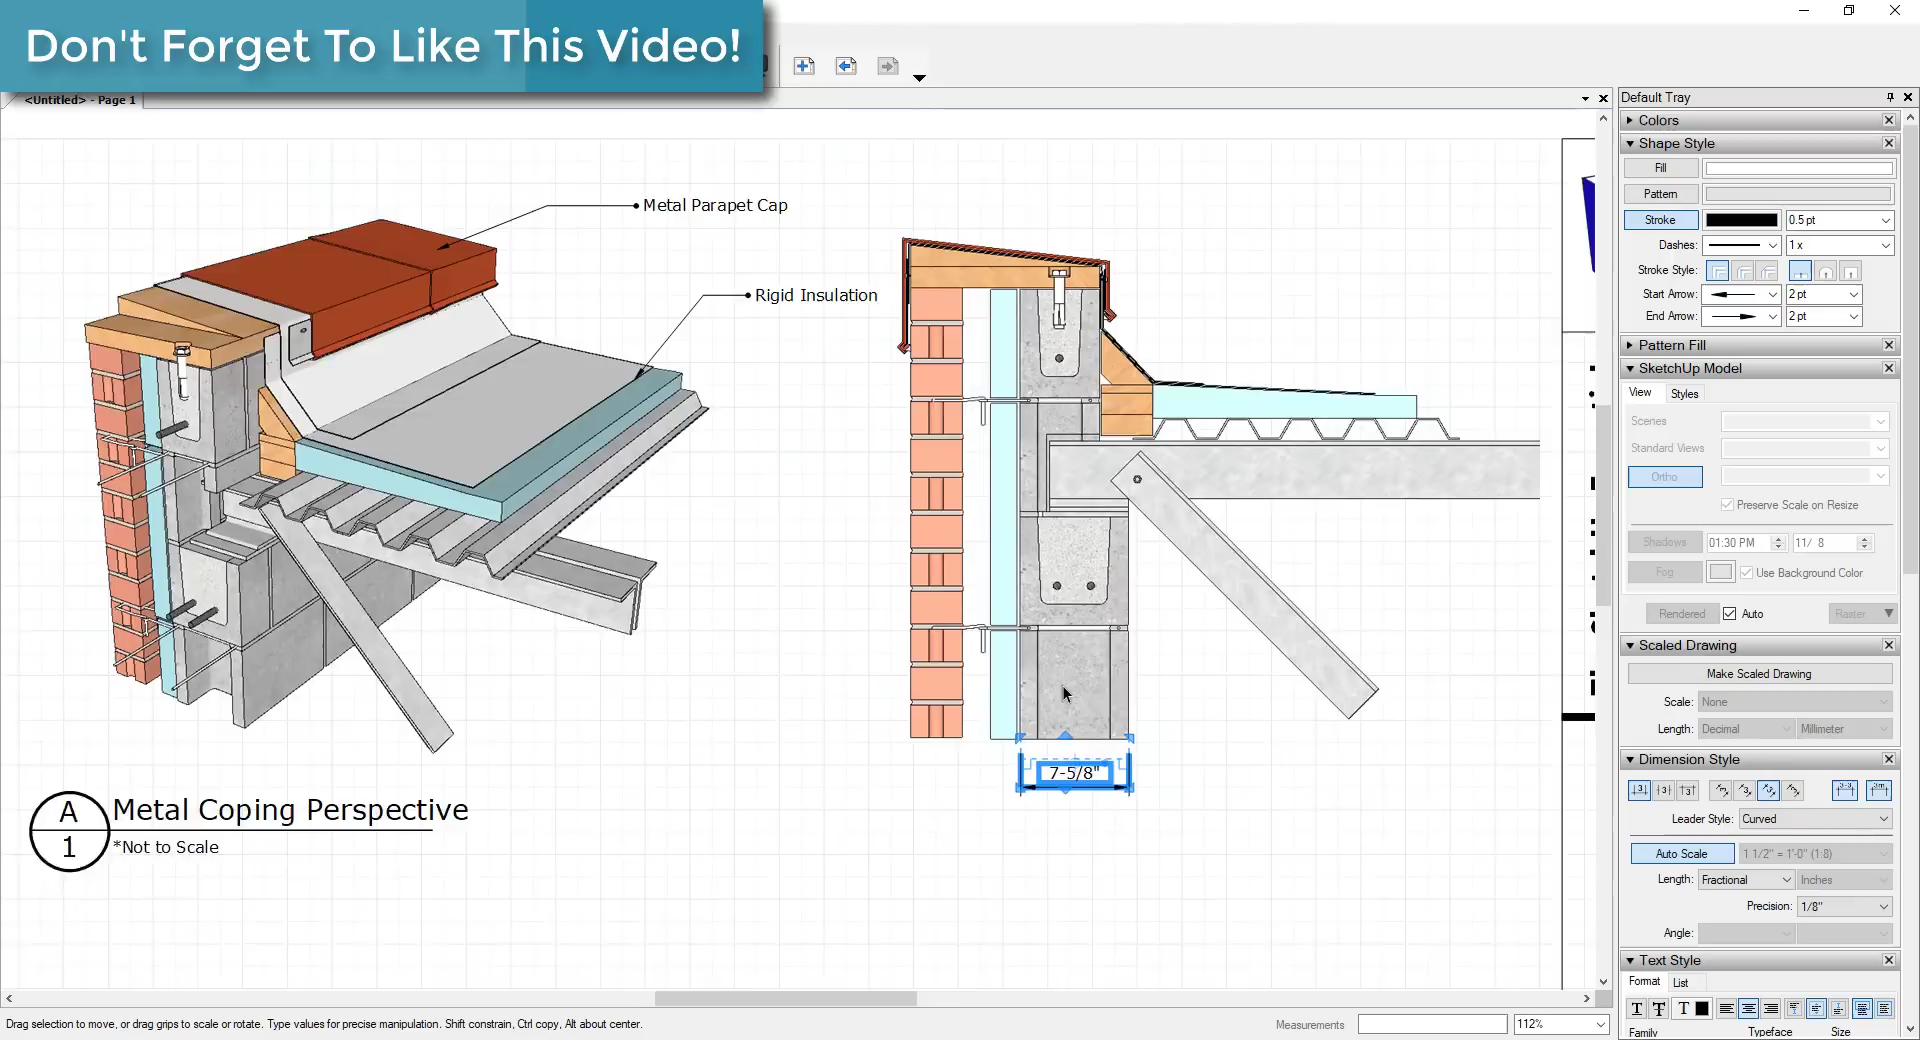 Don't Forget To Like This Video!
<Untitled> - Page 1
Metal Parapet Cap
Rigid Insulation
7-5/8"
A
1
Metal Coping Perspective
*Not to Scale
Default Tray
Colors
Shape Style
Fill
Pattern
Stroke
0.5 pt
Dashes:
1 x
Stroke Style:
Start Arrow:
2 pt
End Arrow:
2 pt
Pattern Fill
SketchUp Model
View
Styles
Scenes
Standard Views
Ortho
Preserve Scale on Resize
Shadows
01:30 PM
11/ 8
Fog
Use Background Color
Rendered
Auto
Raster
Scaled Drawing
Make Scaled Drawing
Scale:
None
Length:
Decimal
Millimeter
Dimension Style
Leader Style:
Curved
Auto Scale
1 1/2" = 1'-0" (1:8)
Length:
Fractional
Inches
Precision:
1/8"
Angle:
Text Style
Format
List
Family
Typeface
Size
Drag selection to move, or drag grips to scale or rotate. Type values for precise manipulation. Shift constrain, Ctrl copy, Alt about center.
Measurements
112%